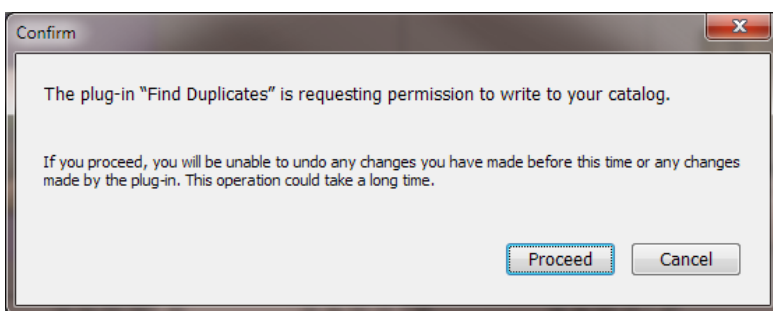 Confirm
The plug-in “Find Duplicates” is requesting permission to write to your catalog.
If you proceed, you will be unable to undo any changes you have made before this time or any changes
made by the plug-in. This operation could take a long time.
Proceed Cancel